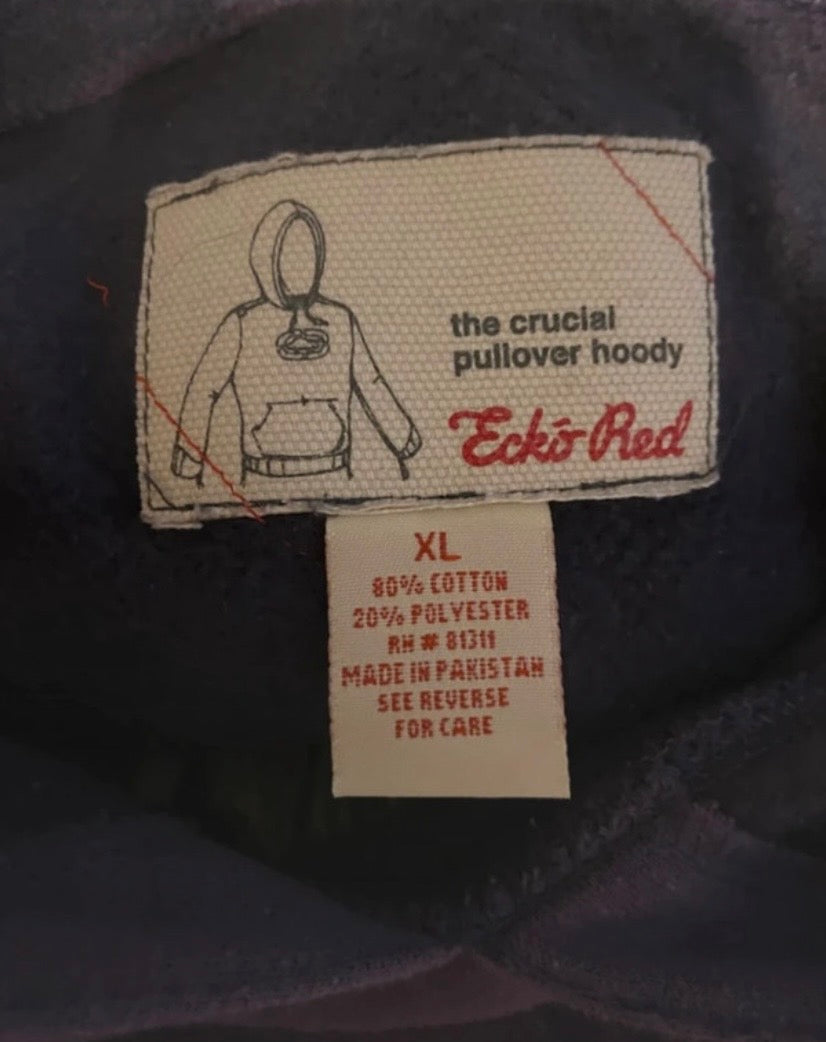 the crucial
pullover hoody
Eckō Red
XL
80% COTTON
20% POLYESTER
RN # 81311
MADE IN PAKISTAN
SEE REVERSE
FOR CARE